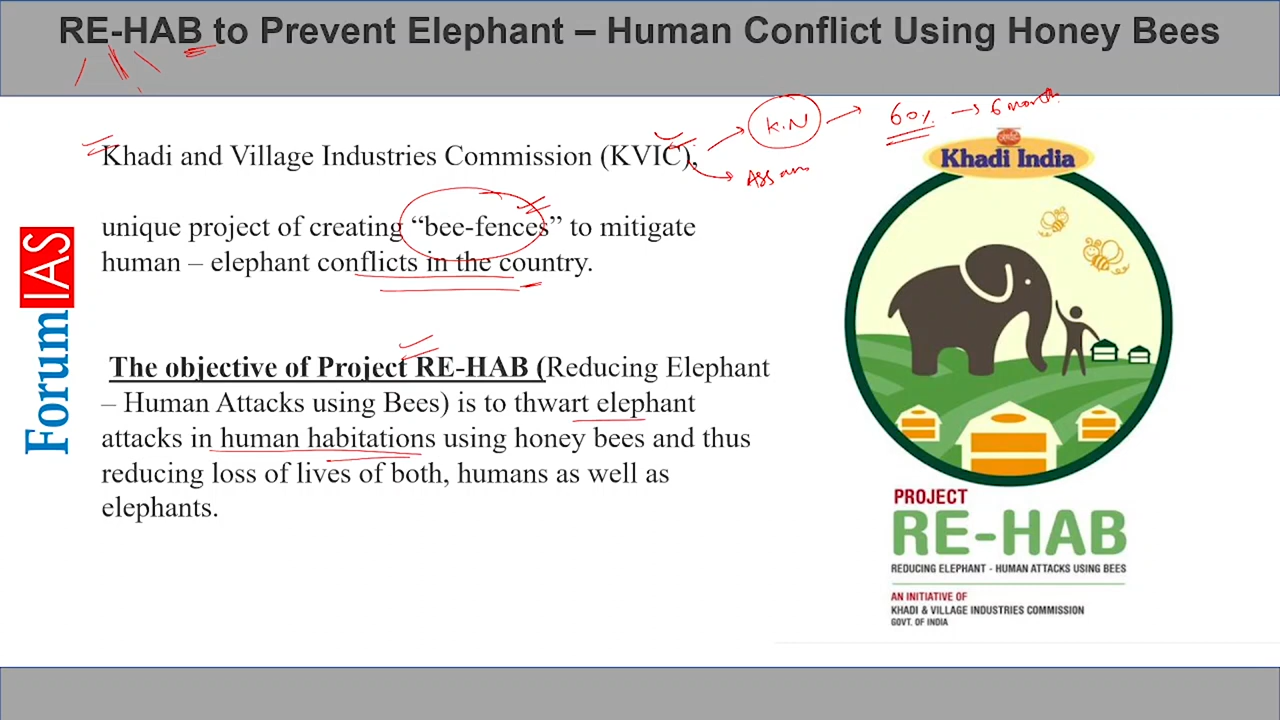 RE-HAB to Prevent Elephant – Human Conflict Using Honey Bees
K.N
60% → 6 month
Khadi and Village Industries Commission (KVIC),
Assam
unique project of creating “bee-fences” to mitigate
human – elephant conflicts in the country.
ForumIAS
The objective of Project RE-HAB (Reducing Elephant
– Human Attacks using Bees) is to thwart elephant
attacks in human habitations using honey bees and thus
reducing loss of lives of both, humans as well as
elephants.
Khadi India
PROJECT
RE-HAB
REDUCING ELEPHANT - HUMAN ATTACKS USING BEES
AN INITIATIVE OF
KHADI & VILLAGE INDUSTRIES COMMISSION
GOVT. OF INDIA